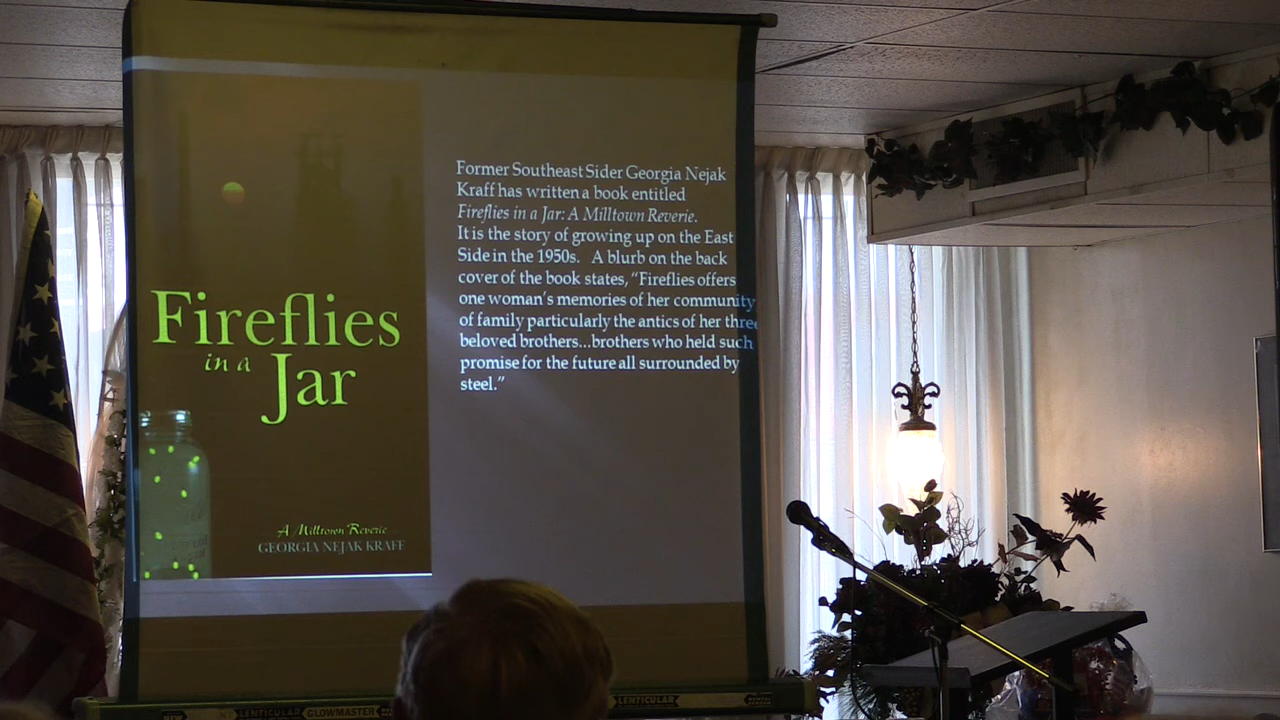 Former Southeast Sider Georgia Nejak
Kraff has written a book entitled
Fireflies in a Jar: A Milltown Reverie.
It is the story of growing up on the East
Side in the 1950s. A blurb on the back
cover of the book states, “Fireflies offers
one woman’s memories of her community
of family particularly the antics of her three
beloved brothers...brothers who held such
promise for the future all surrounded by
steel.”
Fireflies
in a
Jar
A Milltown Reverie
GEORGIA NEJAK KRAFF
LENTICULAR GLOWMASTER
LENTICULAR